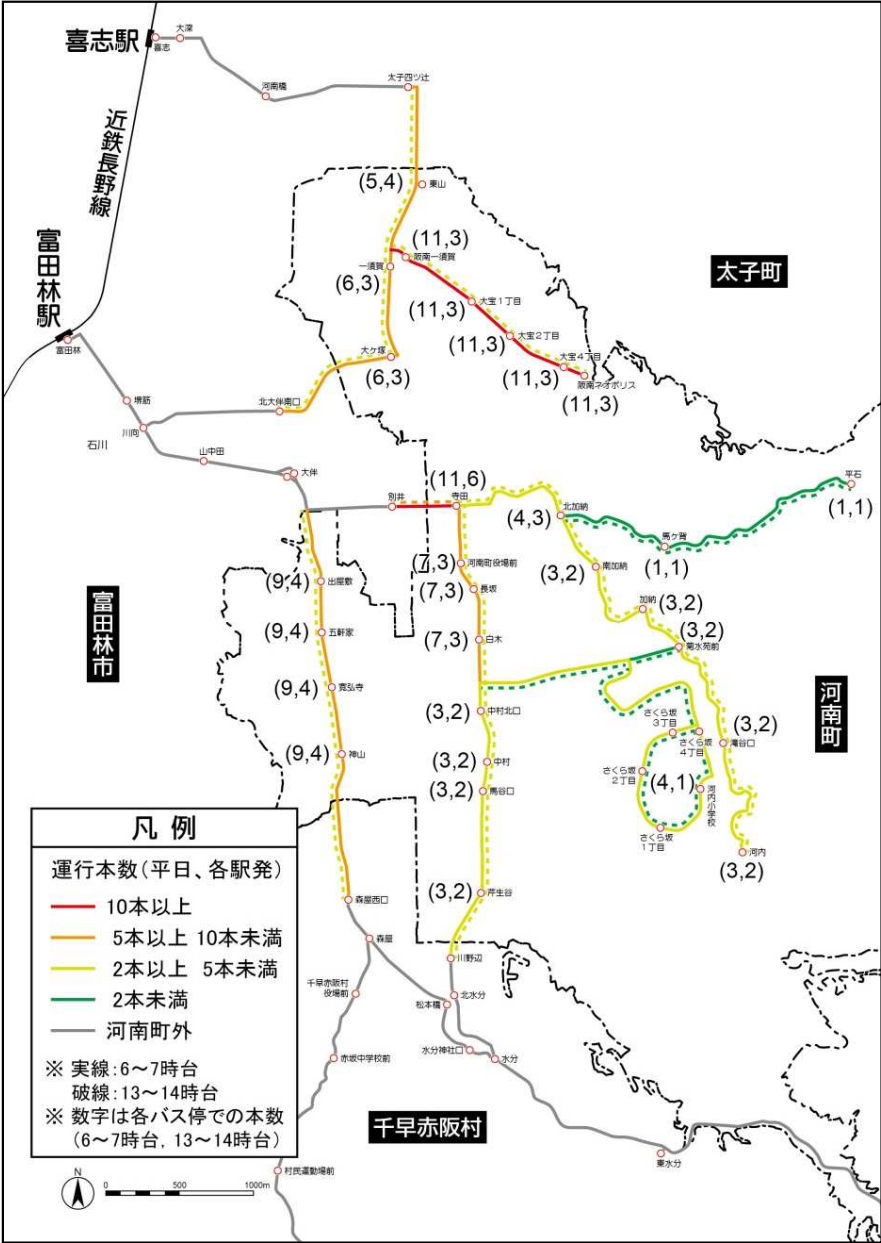 喜志駅
喜志
大深
河南橋
太子四ツ辻
近鉄長野線
(5,4)
東山
富田林駅
富田林
(11,3)
阪南一須賀
一須賀
(6,3)
(11,3)
大宝1丁目
太子町
(11,3)
大宝2丁目
大ケ塚
(6,3)
大宝4丁目
(11,3)
阪南ネオポリス
(11,3)
堺筋
北大伴南口
川向
石川
山中田
大伴
別井
(11,6)
寺田
(4,3)
北加納
平石
(1,1)
馬ヶ背
(1,1)
(7,3)
河南町役場前
(3,2)
南加納
(9,4)
出屋敷
(7,3)
長坂
加納
(3,2)
富田林市
(9,4)
五軒家
(7,3)
白木
(3,2)
菊水苑前
河南町
(9,4)
寛弘寺
(3,2)
中村北口
さくら坂
3丁目
さくら坂
4丁目
(3,2)
滝谷口
(9,4)
神山
(3,2)
中村
さくら坂
2丁目
(4,1)
河内小学校
(3,2)
馬谷口
さくら坂
1丁目
河内
(3,2)
(3,2)
芹生谷
凡 例
運行本数(平日、各駅発)
10本以上
5本以上 10本未満
2本以上 5本未満
2本未満
河南町外
※ 実線:6~7時台
破線:13~14時台
※ 数字は各バス停での本数
(6~7時台, 13~14時台)
森屋西口
森屋
川野辺
千早赤阪村
役場前
北水分
松本橋
赤坂中学校前
水分神社口
水分
千早赤阪村
東水分
村民運動場前
N
0
500
1000m